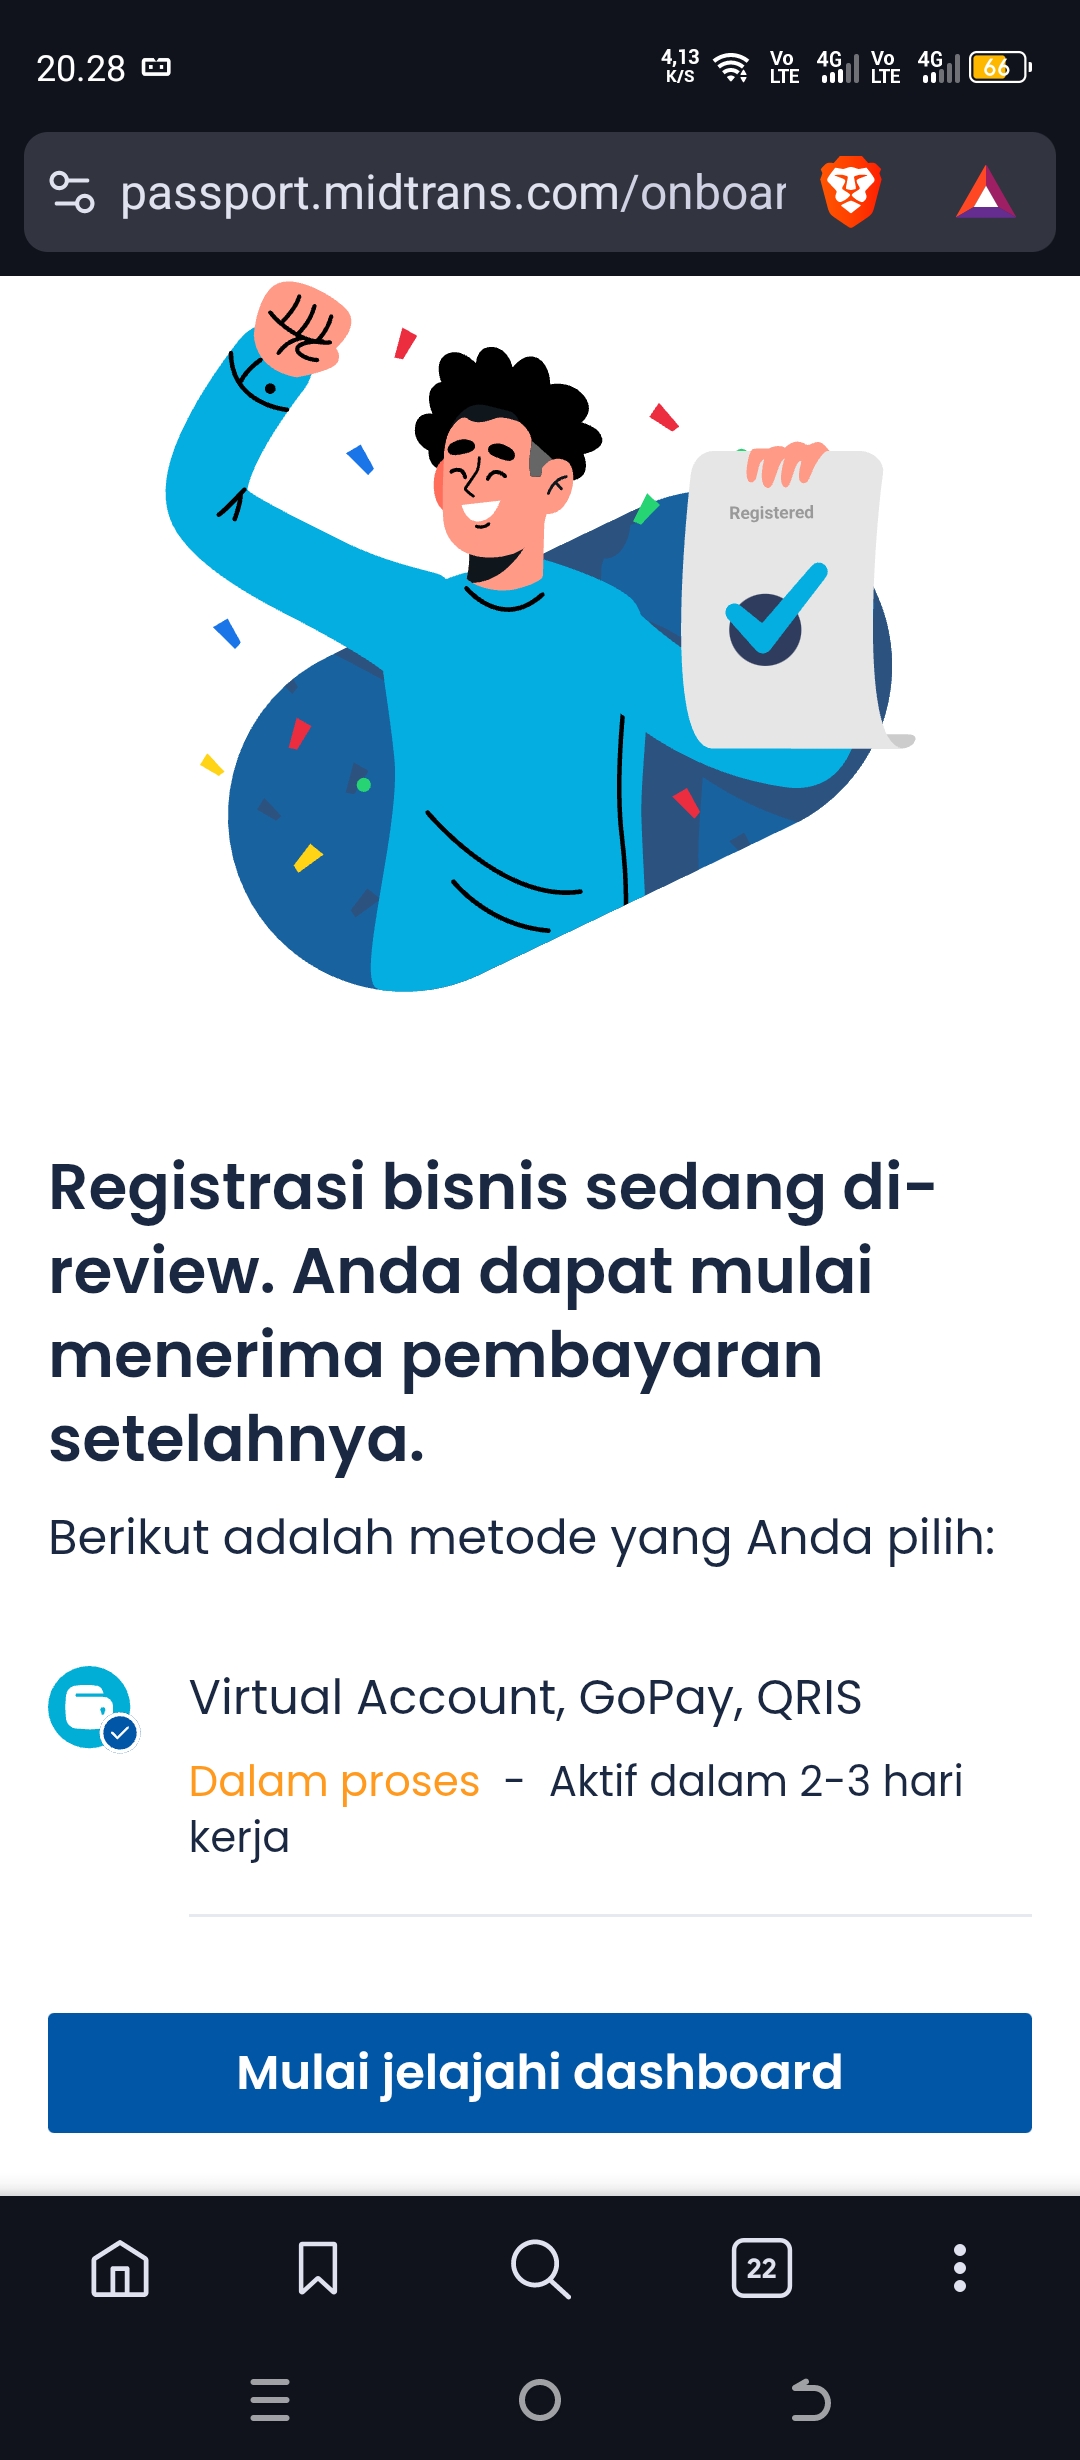 20.28
4,13 K/S
Vo LTE
4G
Vo LTE
4G
66
passport.midtrans.com/onboar
Registered
Registrasi bisnis sedang di-
review. Anda dapat mulai
menerima pembayaran
setelahnya.
Berikut adalah metode yang Anda pilih:
Virtual Account, GoPay, QRIS
Dalam proses - Aktif dalam 2-3 hari
kerja
Mulai jelajahi dashboard
22